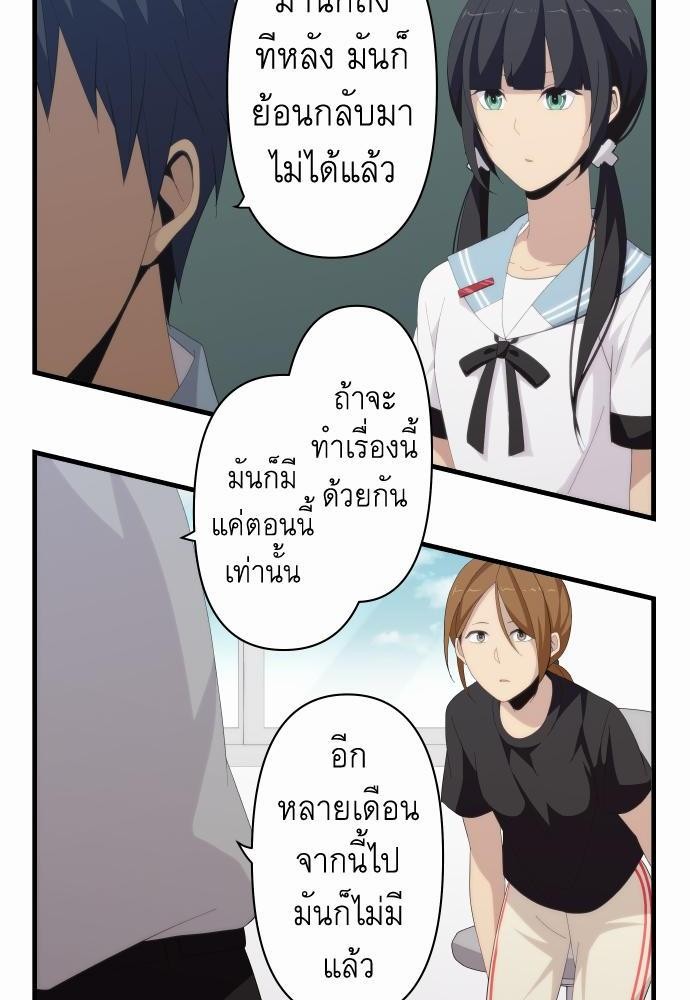 ทีหลัง มันก็
ย้อนกลับมา
ไม่ได้แล้ว
ถ้าจะ
ทำเรื่องนี้
ด้วยกัน
มันก็มี
แค่ตอนนี้
เท่านั้น
อีก
หลายเดือน
จากนี้ไป
มันก็ไม่มี
แล้ว